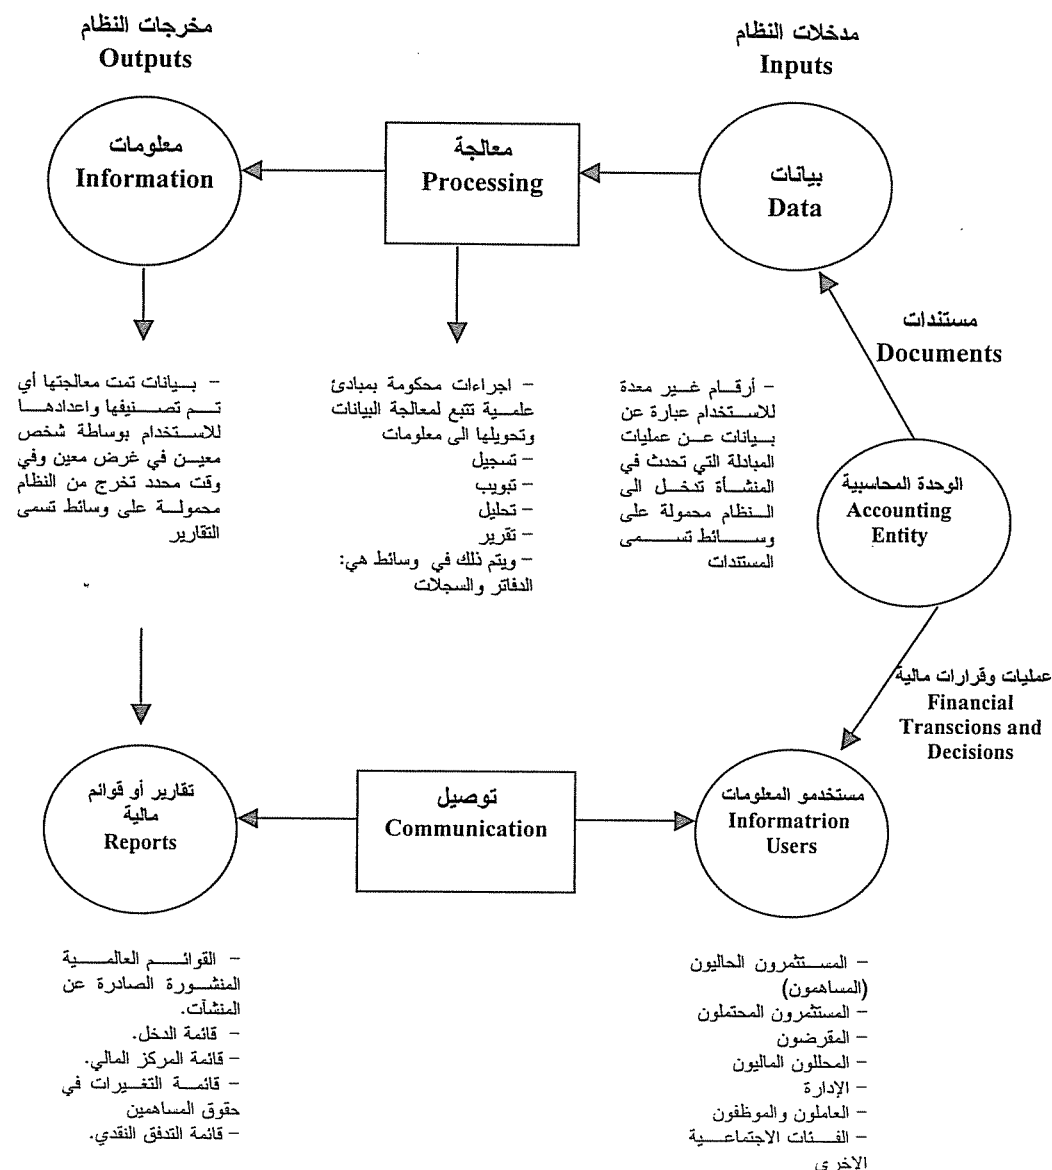 مدخلات النظام
Inputs
مخرجات النظام
Outputs
بيانات
Data
معالجة
Processing
معلومات
Information
مستندات
Documents
– أرقام غير معدة
للاستخدام عبارة عن
بيانات عن عمليات
المبادلة التي تحدث في
المنشأة تدخل الى
النظام محمولة على
وسائط تسمى
المستندات
– اجراءات محكومة بمبادئ
علمية تتبع لمعالجة البيانات
وتحويلها الى معلومات
– تسجيل
– تبويب
– تحليل
– تقرير
– ويتم ذلك في وسائط هي:
الدفاتر والسجلات
– بيانات تمت معالجتها أي
تم تصنيفها واعدادها
للاستخدام بوساطة شخص
معين في غرض معين وفي
وقت محدد تخرج من النظام
محمولة على وسائط تسمى
التقارير
الوحدة المحاسبية
Accounting
Entity
عمليات وقرارات مالية
Financial
Transcions and
Decisions
مستخدمو المعلومات
Informatrion
Users
توصيل
Communication
تقارير أو قوائم
مالية
Reports
– المستثمرون الحاليون
(المساهمون)
– المستثمرون المحتملون
– المقرضون
– المحللون الماليون
– الإدارة
– العاملون والموظفون
– الفئات الاجتماعية
الاخرى
– القوائم العالمية
المنشورة الصادرة عن
المنشآت.
– قائمة الدخل.
– قائمة المركز المالي.
– قائمة التغيرات في
حقوق المساهمين
– قائمة التدفق النقدي.